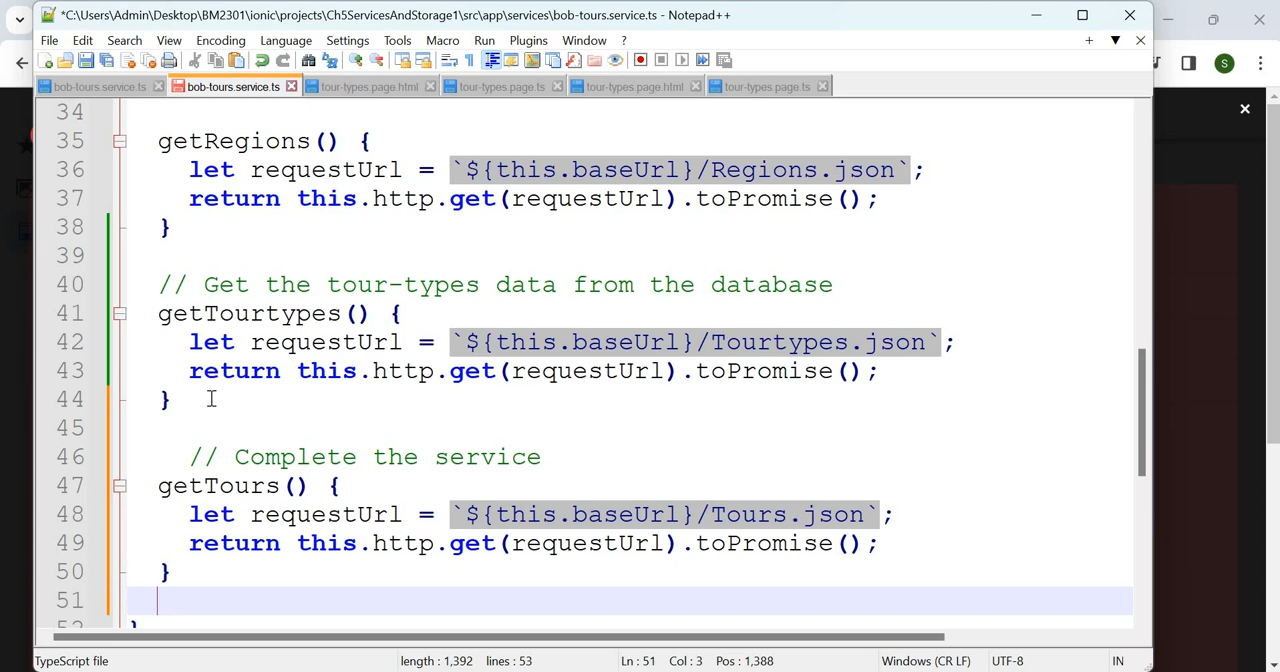 *C:\Users\Admin\Desktop\BM2301\ionic\projects\Ch5ServicesAndStorage1\src\app\services\bob-tours.service.ts - Notepad++
File Edit Search View Encoding Language Settings Tools Macro Run Plugins Window ?
bob-tours.service.ts bob-tours.service.ts tour-types.page.html tour-types.page.ts tour-types.page.html tour-types.page.ts
34
35 getRegions() {
36 let requestUrl = `${this.baseUrl}/Regions.json`;
37 return this.http.get(requestUrl).toPromise();
38 }
39
40 // Get the tour-types data from the database
41 getTourtypes() {
42 let requestUrl = `${this.baseUrl}/Tourtypes.json`;
43 return this.http.get(requestUrl).toPromise();
44 }
45
46 // Complete the service
47 getTours() {
48 let requestUrl = `${this.baseUrl}/Tours.json`;
49 return this.http.get(requestUrl).toPromise();
50 }
51
52 }
TypeScript file length : 1,392 lines : 53 Ln : 51 Col : 3 Pos : 1,388 Windows (CR LF) UTF-8 IN
S